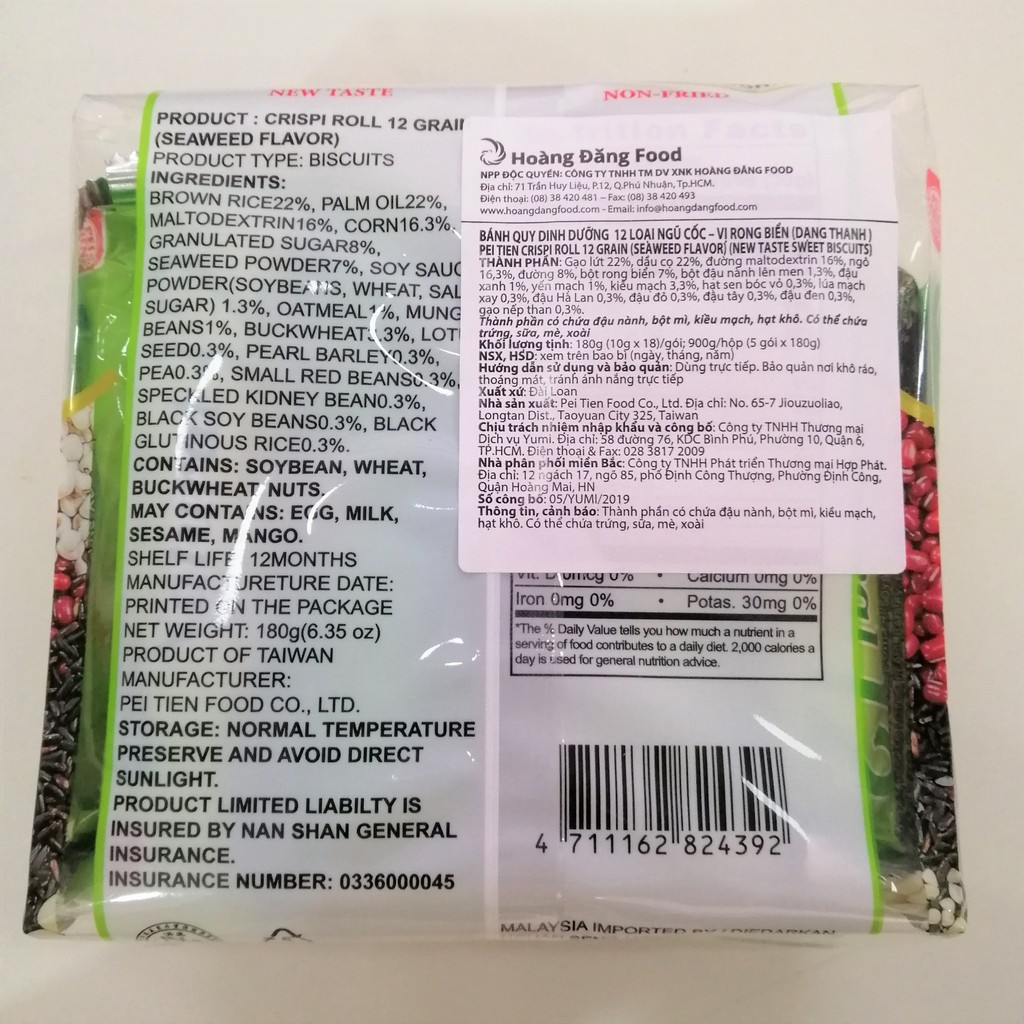 NEW TASTE
NON-FRIED
PRODUCT : CRISPI ROLL 12 GRAIN
(SEAWEED FLAVOR)
PRODUCT TYPE: BISCUITS
INGREDIENTS:
BROWN RICE22%, PALM OIL22%,
MALTODEXTRIN16%, CORN16.3%,
GRANULATED SUGAR8%,
SEAWEED POWDER7%, SOY SAUC
POWDER(SOYBEANS, WHEAT, SAL
SUGAR) 1.3%, OATMEAL1%, MUNG
BEANS1%, BUCKWHEAT3.3%, LOTU
SEED0.3%, PEARL BARLEY0.3%,
PEA0.3%, SMALL RED BEANS0.3%,
SPECKLED KIDNEY BEAN0.3%,
BLACK SOY BEANS0.3%, BLACK
GLUTINOUS RICE0.3%.
CONTAINS: SOYBEAN, WHEAT,
BUCKWHEAT NUTS.
MAY CONTAINS: EGG, MILK,
SESAME, MANGO.
SHELF LIFE: 12MONTHS
MANUFACTURETURE DATE:
PRINTED ON THE PACKAGE
NET WEIGHT: 180g(6.35 oz)
PRODUCT OF TAIWAN
MANUFACTURER:
PEI TIEN FOOD CO., LTD.
STORAGE: NORMAL TEMPERATURE
PRESERVE AND AVOID DIRECT
SUNLIGHT.
PRODUCT LIMITED LIABILTY IS
INSURED BY NAN SHAN GENERAL
INSURANCE.
INSURANCE NUMBER: 0336000045
Nutrition Facts
Hoàng Đăng Food
NPP ĐỘC QUYỀN: CÔNG TY TNHH TM DV XNK HOÀNG ĐĂNG FOOD
Địa chỉ: 71 Trần Huy Liệu, P.12, Q.Phú Nhuận, Tp.HCM.
Điện thoại: (08) 38 420 481 – Fax: (08) 38 420 493
www.hoangdangfood.com - Email: info@hoangdangfood.com
BÁNH QUY DINH DƯỠNG 12 LOẠI NGŨ CỐC – VỊ RONG BIỂN (DẠNG THANH )
PEI TIEN CRISPI ROLL 12 GRAIN (SEAWEED FLAVOR) (NEW TASTE SWEET BISCUITS)
THÀNH PHẦN: Gạo lứt 22%, dầu cọ 22%, đường maltodextrin 16%, ngô
16,3%, đường 8%, bột rong biển 7%, bột đậu nành lên men 1,3%, đậu
xanh 1%, yến mạch 1%, kiều mạch 3,3%, hạt sen bóc vỏ 0,3%, lúa mạch
xay 0,3%, đậu Hà Lan 0,3%, đậu đỏ 0,3%, đậu tây 0,3%, đậu đen 0,3%,
gạo nếp than 0,3%.
Thành phần có chứa đậu nành, bột mì, kiều mạch, hạt khô. Có thể chứa
trứng, sữa, mè, xoài
Khối lượng tịnh: 180g (10g x 18)/gói; 900g/hộp (5 gói x 180g)
NSX, HSD: xem trên bao bì (ngày, tháng, năm)
Hướng dẫn sử dụng và bảo quản: Dùng trực tiếp. Bảo quản nơi khô ráo,
thoáng mát, tránh ánh nắng trực tiếp
Xuất xứ: Đài Loan
Nhà sản xuất: Pei Tien Food Co., Ltd. Địa chỉ: No. 65-7 Jiouzuoliao,
Longtan Dist., Taoyuan City 325, Taiwan
Chịu trách nhiệm nhập khẩu và công bố: Công ty TNHH Thương mại
Dịch vụ Yumi. Địa chỉ: 58 đường 76, KDC Bình Phú, Phường 10, Quận 6,
TP.HCM. Điện thoại & Fax: 028 3817 2009
Nhà phân phối miền Bắc: Công ty TNHH Phát triển Thương mại Hợp Phát.
Địa chỉ: 12 ngách 17, ngõ 85, phố Định Công Thượng, Phường Định Công,
Quận Hoàng Mai, HN
Số công bố: 05/YUMI/2019
Thông tin, cảnh báo: Thành phần có chứa đậu nành, bột mì, kiều mạch,
hạt khô. Có thể chứa trứng, sữa, mè, xoài
Vit. D 0mcg 0% • Calcium 0mg 0%
Iron 0mg 0% • Potas. 30mg 0%
*The % Daily Value tells you how much a nutrient in a
serving of food contributes to a daily diet. 2,000 calories a
day is used for general nutrition advice.
4 711162 824392
MALAYSIA IMPORTED BY